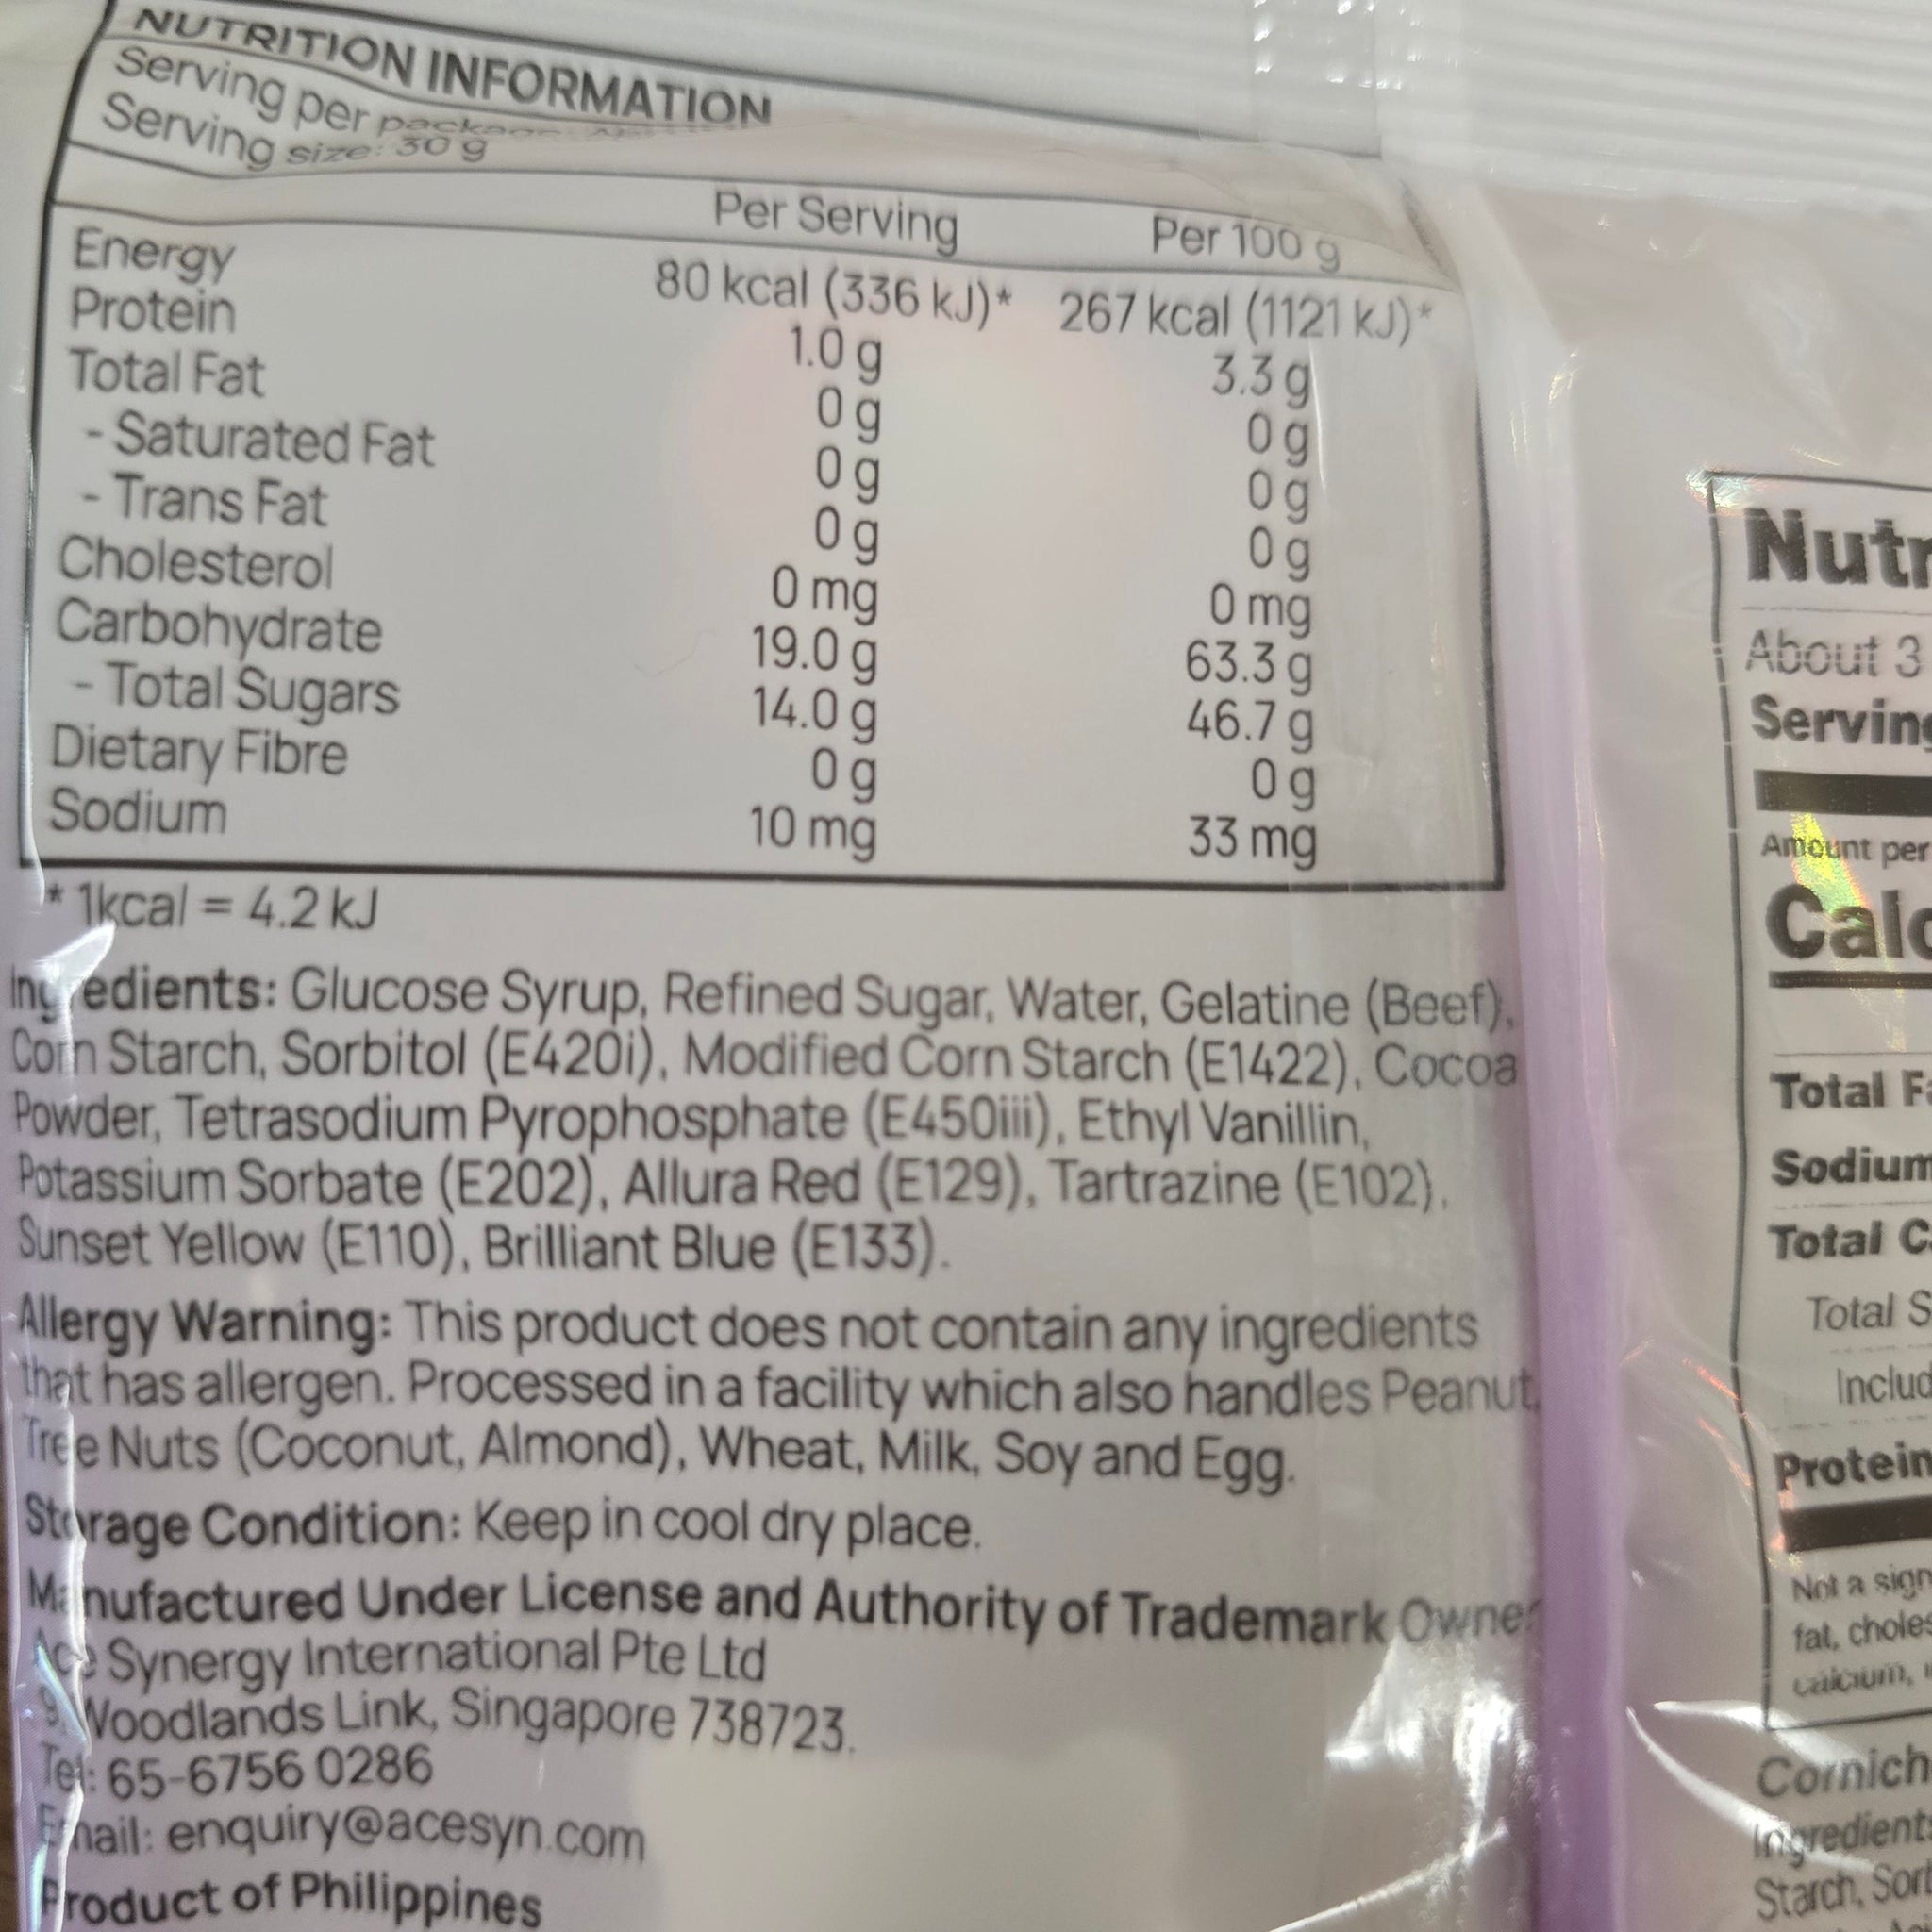 NUTRITION INFORMATION
Serving per package:
Serving size: 30 g
Per Serving Per 100 g
Energy 80 kcal (336 kJ)* 267 kcal (1121 kJ)*
Protein 1.0 g 3.3 g
Total Fat 0 g 0 g
- Saturated Fat 0 g 0 g
- Trans Fat 0 g 0 g
Cholesterol 0 mg 0 mg
Carbohydrate 19.0 g 63.3 g
- Total Sugars 14.0 g 46.7 g
Dietary Fibre 0 g 0 g
Sodium 10 mg 33 mg
* 1kcal = 4.2 kJ
Ingredients: Glucose Syrup, Refined Sugar, Water, Gelatine (Beef),
Corn Starch, Sorbitol (E420i), Modified Corn Starch (E1422), Cocoa
Powder, Tetrasodium Pyrophosphate (E450iii), Ethyl Vanillin,
Potassium Sorbate (E202), Allura Red (E129), Tartrazine (E102),
Sunset Yellow (E110), Brilliant Blue (E133).
Allergy Warning: This product does not contain any ingredients
that has allergen. Processed in a facility which also handles Peanut,
Tree Nuts (Coconut, Almond), Wheat, Milk, Soy and Egg.
Storage Condition: Keep in cool dry place.
Manufactured Under License and Authority of Trademark Owner
Ace Synergy International Pte Ltd
9, Woodlands Link, Singapore 738723.
Tel: 65-6756 0286
Email: enquiry@acesyn.com
Product of Philippines
Nutr
About 3
Serving
Amount per
Calo
Total Fa
Sodium
Total Ca
Total S
Includ
Protein
Not a sign
fat, choles
calcium,
Cornich
Ingredients
Starch, Sorb